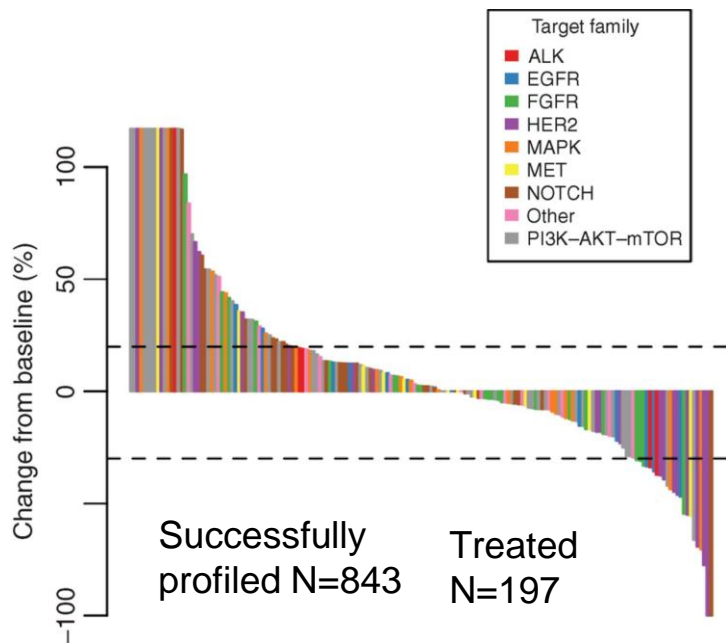 Target family
ALK
EGFR
FGFR
HER2
MAPK
MET
NOTCH
Other
PI3K–AKT–mTOR
Change from baseline (%)
100
50
0
–100
Successfully
profiled N=843
Treated
N=197